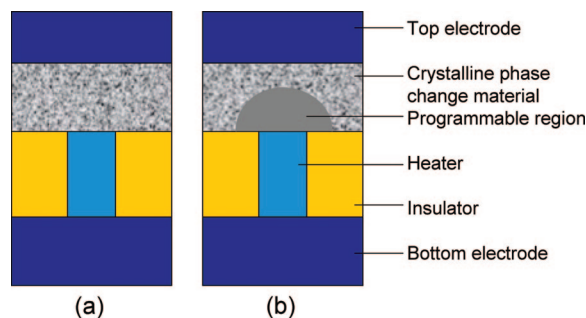 Top electrode
Crystalline phase
change material
Programmable region
Heater
Insulator
Bottom electrode
(a)
(b)